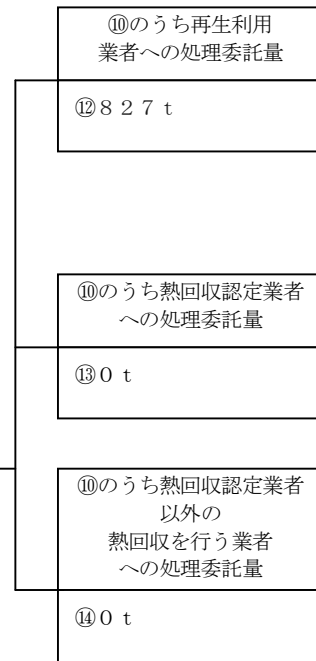 ⑩のうち再生利用
業者への処理委託量
⑫８２７ｔ
⑩のうち熱回収認定業者
への処理委託量
⑬０ｔ
⑩のうち熱回収認定業者
以外の
熱回収を行う業者
への処理委託量
⑭０ｔ